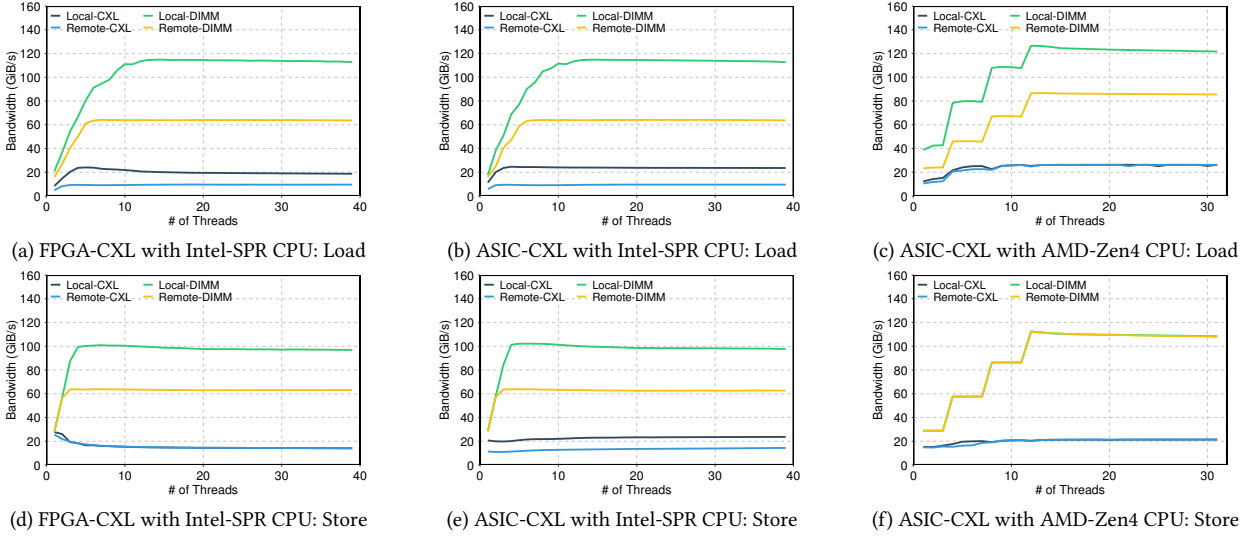 160
140
120
100
80
60
40
20
0
Bandwidth (GiB/s)
Local-CXL Local-DIMM
Remote-CXL Remote-DIMM
0 10 20 30 40
# of Threads
(a) FPGA-CXL with Intel-SPR CPU: Load
160
140
120
100
80
60
40
20
0
Bandwidth (GiB/s)
Local-CXL Local-DIMM
Remote-CXL Remote-DIMM
0 10 20 30 40
# of Threads
(b) ASIC-CXL with Intel-SPR CPU: Load
160
140
120
100
80
60
40
20
0
Bandwidth (GiB/s)
Local-CXL Local-DIMM
Remote-CXL Remote-DIMM
0 10 20 30
# of Threads
(c) ASIC-CXL with AMD-Zen4 CPU: Load
160
140
120
100
80
60
40
20
0
Bandwidth (GiB/s)
Local-CXL Local-DIMM
Remote-CXL Remote-DIMM
0 10 20 30 40
# of Threads
(d) FPGA-CXL with Intel-SPR CPU: Store
160
140
120
100
80
60
40
20
0
Bandwidth (GiB/s)
Local-CXL Local-DIMM
Remote-CXL Remote-DIMM
0 10 20 30 40
# of Threads
(e) ASIC-CXL with Intel-SPR CPU: Store
160
140
120
100
80
60
40
20
0
Bandwidth (GiB/s)
Local-CXL Local-DIMM
Remote-CXL Remote-DIMM
0 10 20 30
# of Threads
(f) ASIC-CXL with AMD-Zen4 CPU: Store